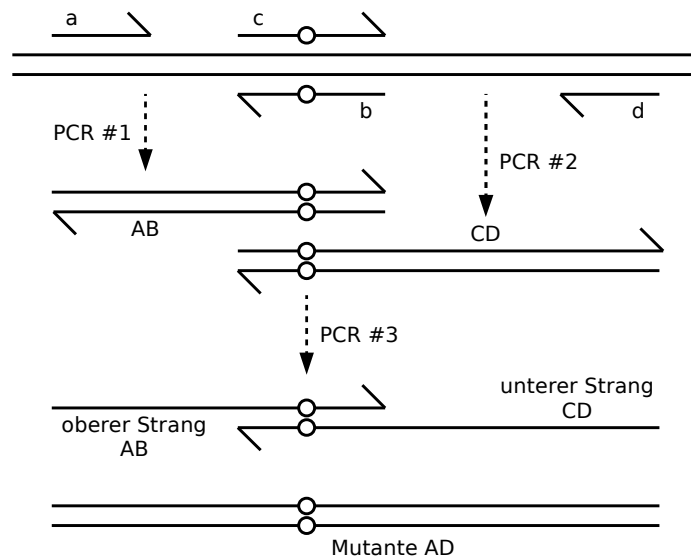 a
c
b
d
PCR #1
PCR #2
AB
CD
PCR #3
oberer Strang
AB
unterer Strang
CD
Mutante AD